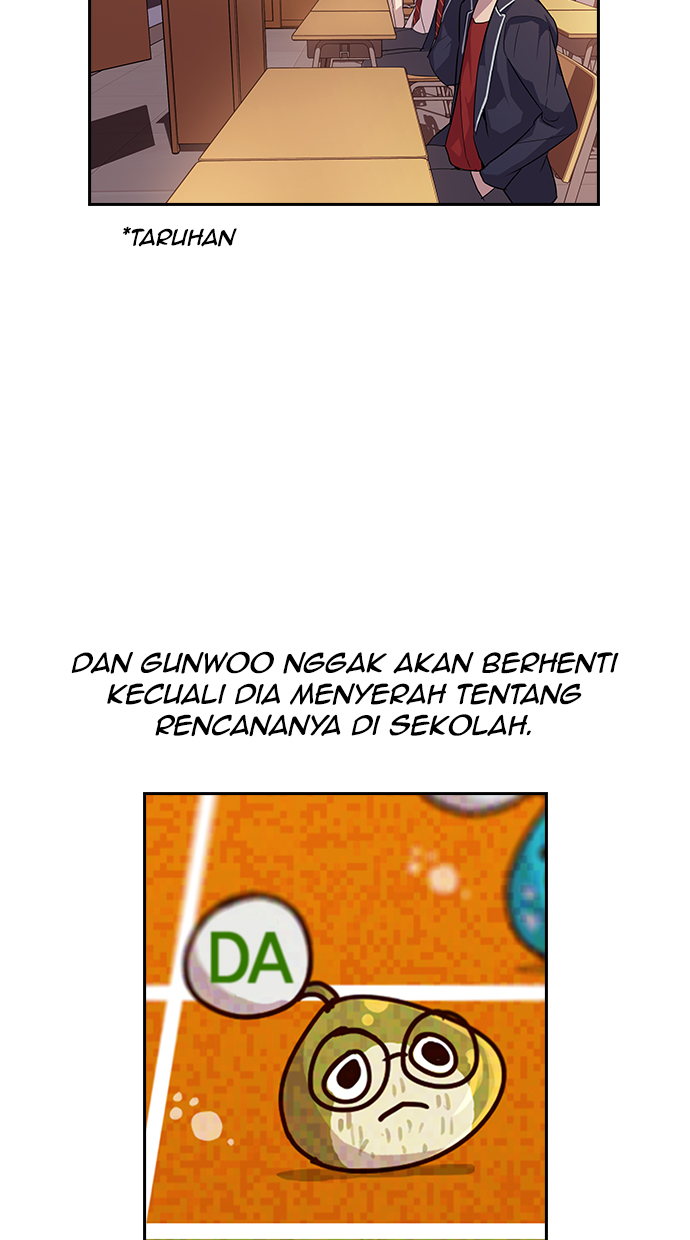 *TARUHAN
DAN GUNWOO NGGAK AKAN BERHENTI
KECUALI DIA MENYERAH TENTANG
RENCANANYA DI SEKOLAH.
DA